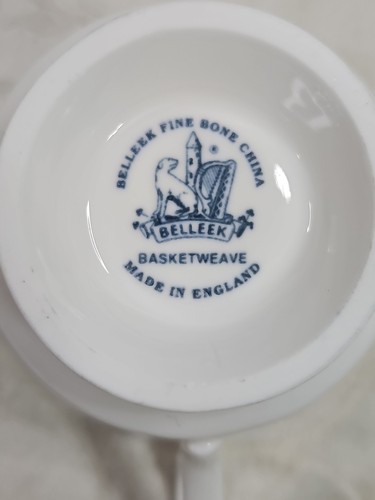 BELLEEK FINE BONE CHINA
®
BELLEEK
BASKETWEAVE
MADE IN ENGLAND